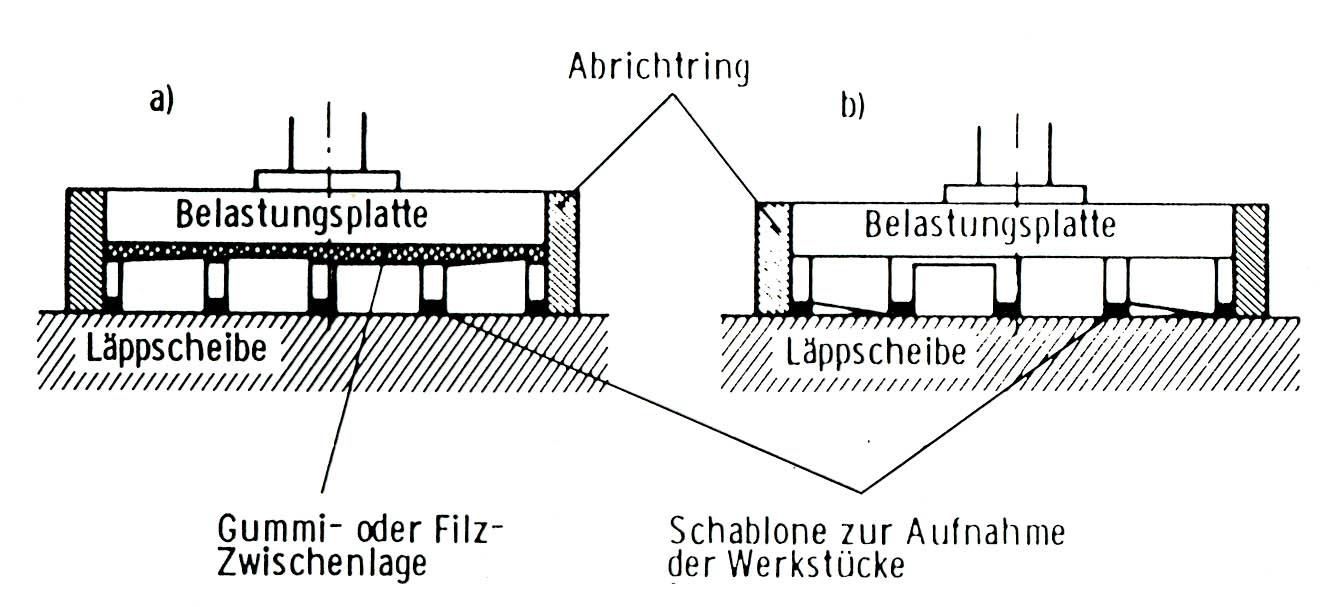 Abrichtring
a)
b)
Belastungsplatte
Belastungsplatte
Läppscheibe
Läppscheibe
Gummi- oder Filz-
Zwischenlage
Schablone zur Aufnahme
der Werkstücke